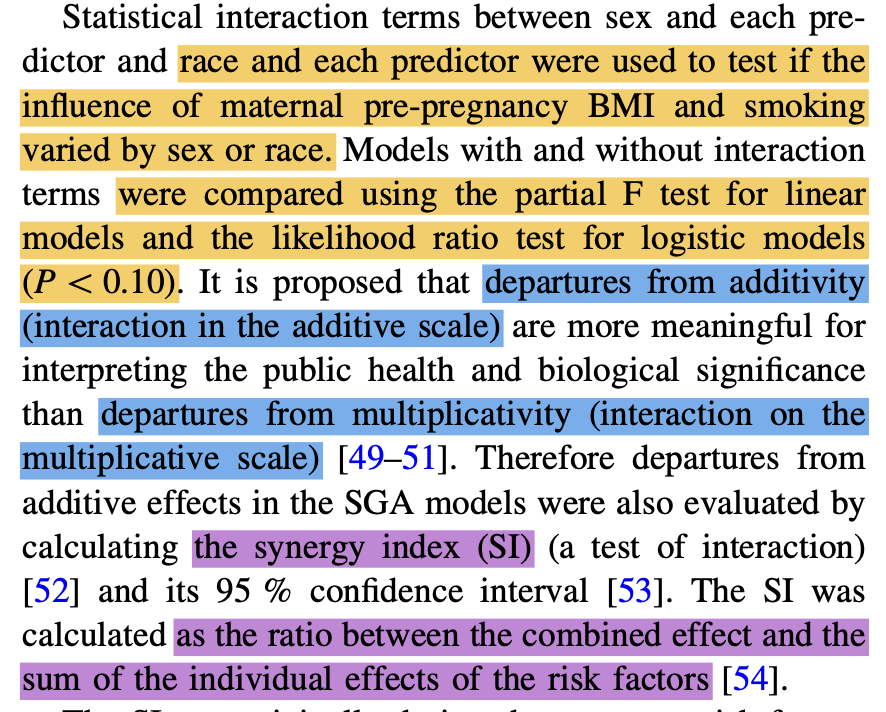 Statistical interaction terms between sex and each pre-
dictor and race and each predictor were used to test if the
influence of maternal pre-pregnancy BMI and smoking
varied by sex or race. Models with and without interaction
terms were compared using the partial F test for linear
models and the likelihood ratio test for logistic models
(P < 0.10). It is proposed that departures from additivity
(interaction in the additive scale) are more meaningful for
interpreting the public health and biological significance
than departures from multiplicativity (interaction on the
multiplicative scale) [49–51]. Therefore departures from
additive effects in the SGA models were also evaluated by
calculating the synergy index (SI) (a test of interaction)
[52] and its 95 % confidence interval [53]. The SI was
calculated as the ratio between the combined effect and the
sum of the individual effects of the risk factors [54].